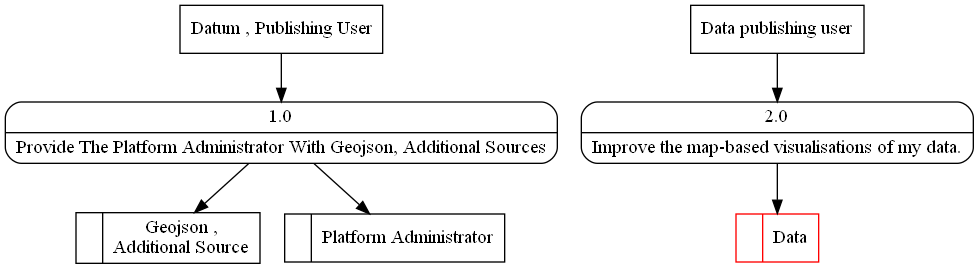 Datum , Publishing User
Data publishing user
1.0
Provide The Platform Administrator With Geojson, Additional Sources
2.0
Improve the map-based visualisations of my data.
Geojson ,
Additional Source
Platform Administrator
Data